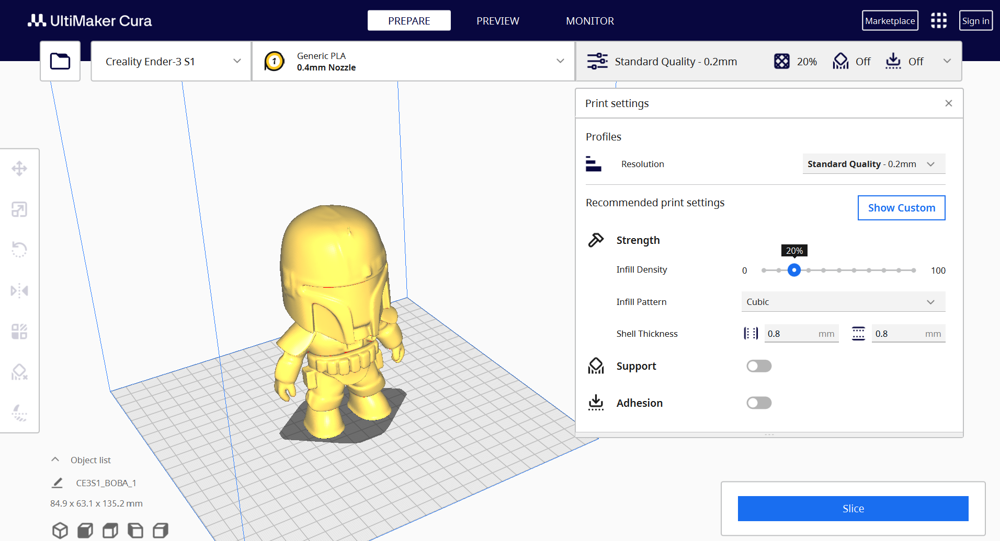 UltiMaker Cura
PREPARE
PREVIEW
MONITOR
Marketplace
Sign in
Creality Ender-3 S1
1
Generic PLA
0.4mm Nozzle
Standard Quality - 0.2mm
20%
Off
Off
Print settings
Profiles
Resolution
Standard Quality - 0.2mm
Recommended print settings
Show Custom
Strength
20%
Infill Density
0
100
Infill Pattern
Cubic
Shell Thickness
0.8 mm
0.8 mm
Support
Adhesion
Object list
CE3S1_BOBA_1
84.9 x 63.1 x 135.2 mm
Slice